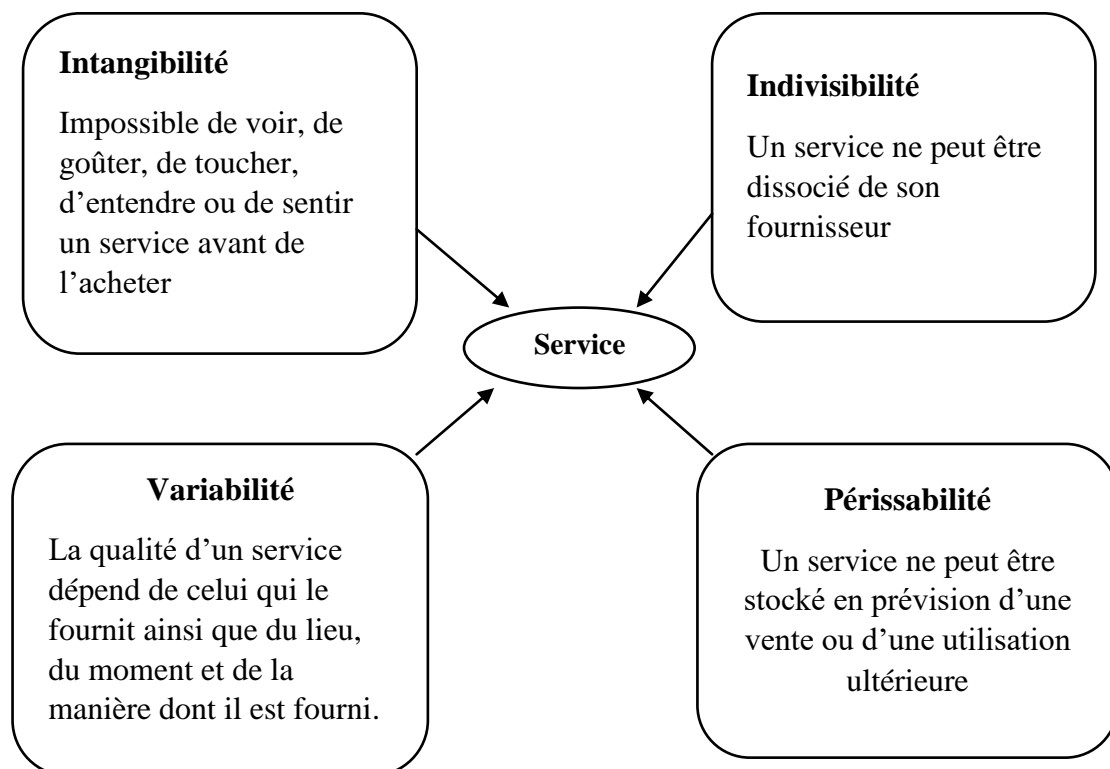 Intangibilité
Impossible de voir, de
goûter, de toucher,
d’entendre ou de sentir
un service avant de
l’acheter
Indivisibilité
Un service ne peut être
dissocié de son
fournisseur
Service
Variabilité
La qualité d’un service
dépend de celui qui le
fournit ainsi que du lieu,
du moment et de la
manière dont il est fourni.
Périssabilité
Un service ne peut être
stocké en prévision d’une
vente ou d’une utilisation
ultérieure